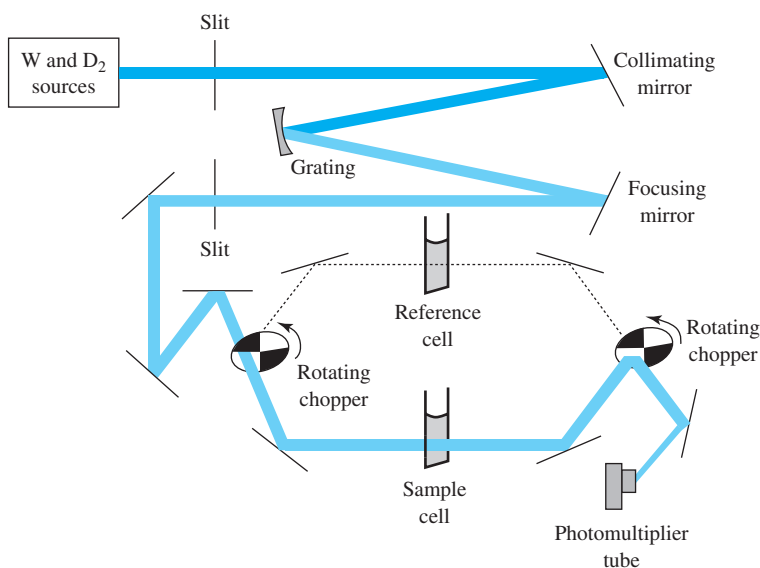 Slit
W and D₂
sources
Collimating
mirror
Grating
Focusing
mirror
Slit
Reference
cell
Rotating
chopper
Rotating
chopper
Sample
cell
Photomultiplier
tube